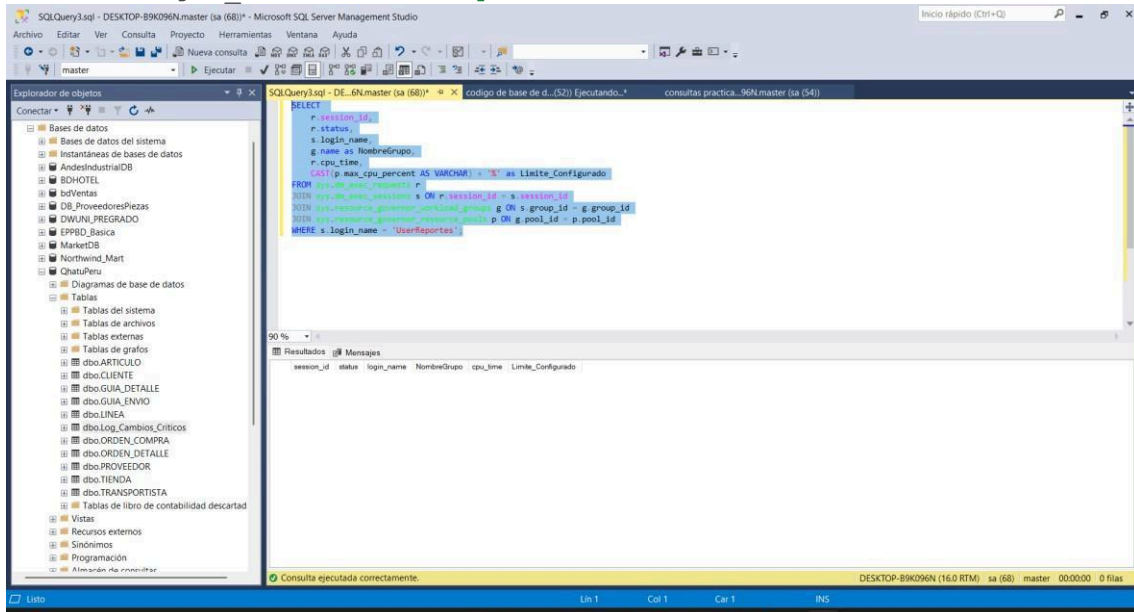 SQLQuery3.sql - DESKTOP-B9K096N.master (sa (68))* - Microsoft SQL Server Management Studio
Inicio rápido (Ctrl+Q)
Archivo Editar Ver Consulta Proyecto Herramientas Ventana Ayuda
Nueva consulta
master
Ejecutar
Explorador de objetos
Conectar
Bases de datos
Bases de datos del sistema
Instantáneas de bases de datos
AndesIndustrialDB
BDHOTEL
bdVentas
DB_ProveedoresPiezas
DWUNI_PREGRADO
EPPBD_Basica
MarketDB
Northwind_Mart
QhatuPeru
Diagramas de base de datos
Tablas
Tablas del sistema
Tablas de archivos
Tablas externas
Tablas de grafos
dbo.ARTICULO
dbo.CLIENTE
dbo.GUIA_DETALLE
dbo.GUIA_ENVIO
dbo.LINEA
dbo.Log_Cambios_Criticos
dbo.ORDEN_COMPRA
dbo.ORDEN_DETALLE
dbo.PROVEEDOR
dbo.TIENDA
dbo.TRANSPORTISTA
Tablas de libro de contabilidad descartad
Vistas
Recursos externos
Sinónimos
Programación
Almacén de consultas
SQLQuery3.sql - DE...6N.master (sa (68))*
codigo de base de d...(52)) Ejecutando...*
consultas practica...96N.master (sa (54))
SELECT
r.session_id,
r.status,
s.login_name,
g.name as NombreGrupo,
r.cpu_time,
CAST(p.max_cpu_percent AS VARCHAR) + '%' as Limite_Configurado
FROM sys.dm_exec_requests r
JOIN sys.dm_exec_sessions s ON r.session_id = s.session_id
JOIN sys.resource_governor_workload_groups g ON s.group_id = g.group_id
JOIN sys.resource_governor_resource_pools p ON g.pool_id = p.pool_id
WHERE s.login_name = 'UserReportes';
90 %
Resultados Mensajes
session_id status login_name NombreGrupo cpu_time Limite_Configurado
Consulta ejecutada correctamente.
DESKTOP-B9K096N (16.0 RTM) sa (68) master 00:00:00 0 filas
Listo
Lín 1 Col 1 Car 1 INS